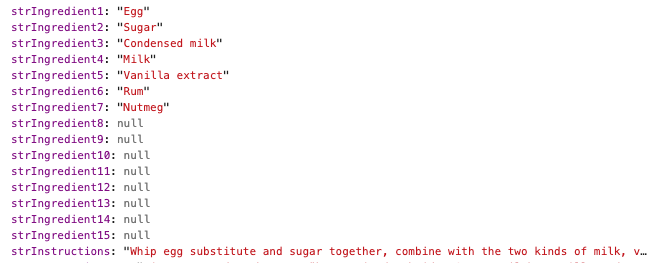 strIngredient1: "Egg"
strIngredient2: "Sugar"
strIngredient3: "Condensed milk"
strIngredient4: "Milk"
strIngredient5: "Vanilla extract"
strIngredient6: "Rum"
strIngredient7: "Nutmeg"
strIngredient8: null
strIngredient9: null
strIngredient10: null
strIngredient11: null
strIngredient12: null
strIngredient13: null
strIngredient14: null
strIngredient15: null
strInstructions: "Whip egg substitute and sugar together, combine with the two kinds of milk, v…